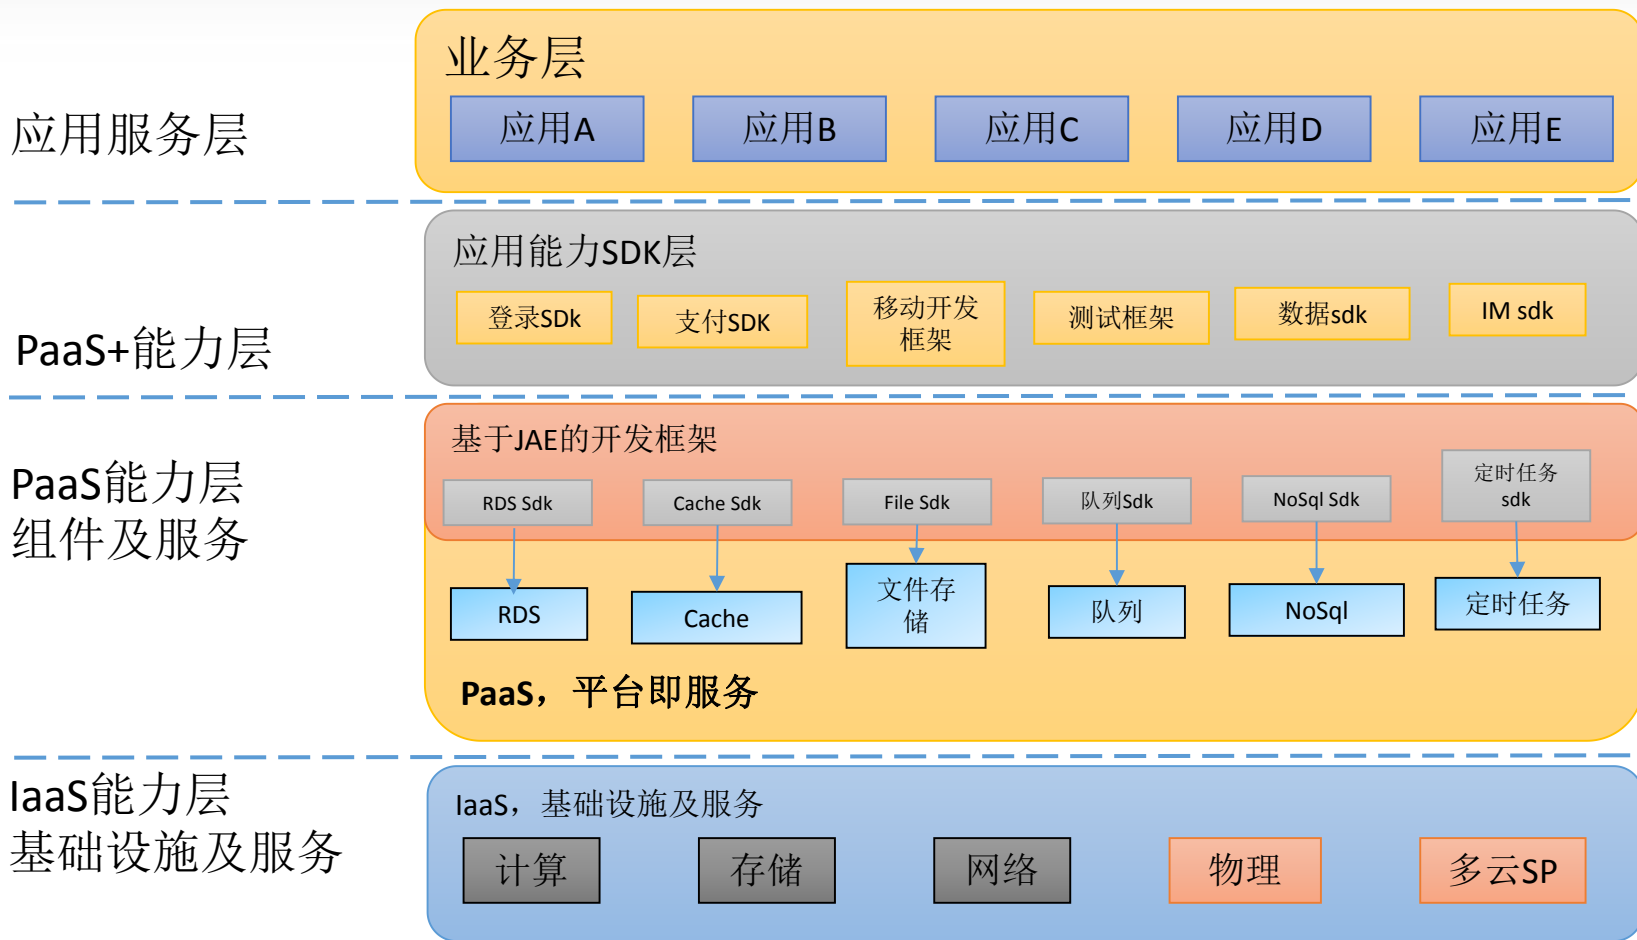 业务层
应用服务层
应用A
应用B
应用C
应用D
应用E
应用能力SDK层
PaaS+能力层
登录SDk
支付SDK
移动开发
框架
测试框架
数据sdk
IM sdk
基于JAE的开发框架
PaaS能力层
组件及服务
RDS Sdk
Cache Sdk
File Sdk
队列Sdk
NoSql Sdk
定时任务
sdk
RDS
Cache
文件存
储
队列
NoSql
定时任务
PaaS，平台即服务
IaaS能力层
基础设施及服务
IaaS，基础设施及服务
计算
存储
网络
物理
多云SP